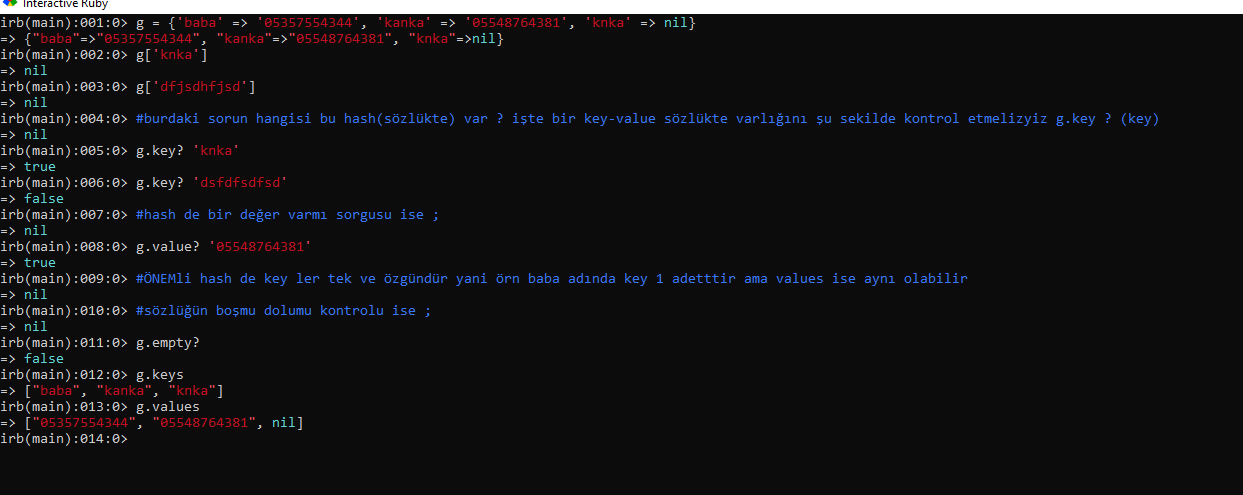 Interactive Ruby
irb(main):001:0> g = {'baba' => '05357554344', 'kanka' => '05548764381', 'knka' => nil}
=> {"baba"=>"05357554344", "kanka"=>"05548764381", "knka"=>nil}
irb(main):002:0> g['knka']
=> nil
irb(main):003:0> g['dfjsdhfjsd']
=> nil
irb(main):004:0> #burdaki sorun hangisi bu hash(sözlükte) var ? işte bir key-value sözlükte varlığını şu sekilde kontrol etmelizyiz g.key ? (key)
=> nil
irb(main):005:0> g.key? 'knka'
=> true
irb(main):006:0> g.key? 'dsfdfsdfsd'
=> false
irb(main):007:0> #hash de bir değer varmı sorgusu ise ;
=> nil
irb(main):008:0> g.value? '05548764381'
=> true
irb(main):009:0> #ÖNEMli hash de key ler tek ve özgündür yani örn baba adında key 1 adetttir ama values ise aynı olabilir
=> nil
irb(main):010:0> #sözlüğün boşmu dolumu kontrolu ise ;
=> nil
irb(main):011:0> g.empty?
=> false
irb(main):012:0> g.keys
=> ["baba", "kanka", "knka"]
irb(main):013:0> g.values
=> ["05357554344", "05548764381", nil]
irb(main):014:0>